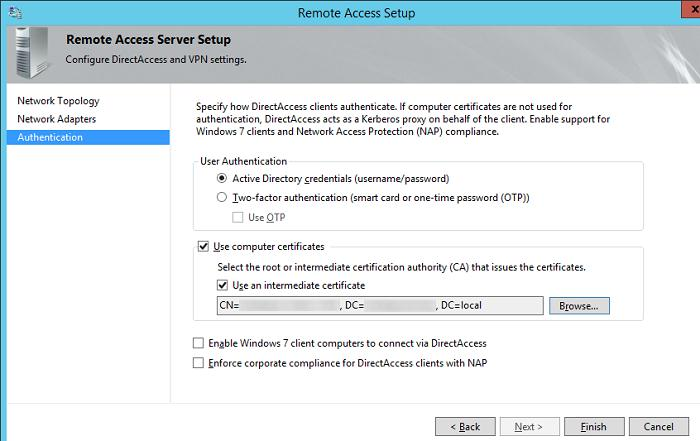 Remote Access Setup
x
Remote Access Server Setup
Configure DirectAccess and VPN settings.
Network Topology
Network Adapters
Authentication
Specify how DirectAccess clients authenticate. If computer certificates are not used for
authentication, DirectAccess acts as a Kerberos proxy on behalf of the client. Enable support for
Windows 7 clients and Network Access Protection (NAP) compliance.
User Authentication
Active Directory credentials (username/password)
Two-factor authentication (smart card or one-time password (OTP))
Use OTP
Use computer certificates
Select the root or intermediate certification authority (CA) that issues the certificates.
Use an intermediate certificate
CN= , DC= , DC=local
Browse...
Enable Windows 7 client computers to connect via DirectAccess
Enforce corporate compliance for DirectAccess clients with NAP
< Back
Next >
Finish
Cancel